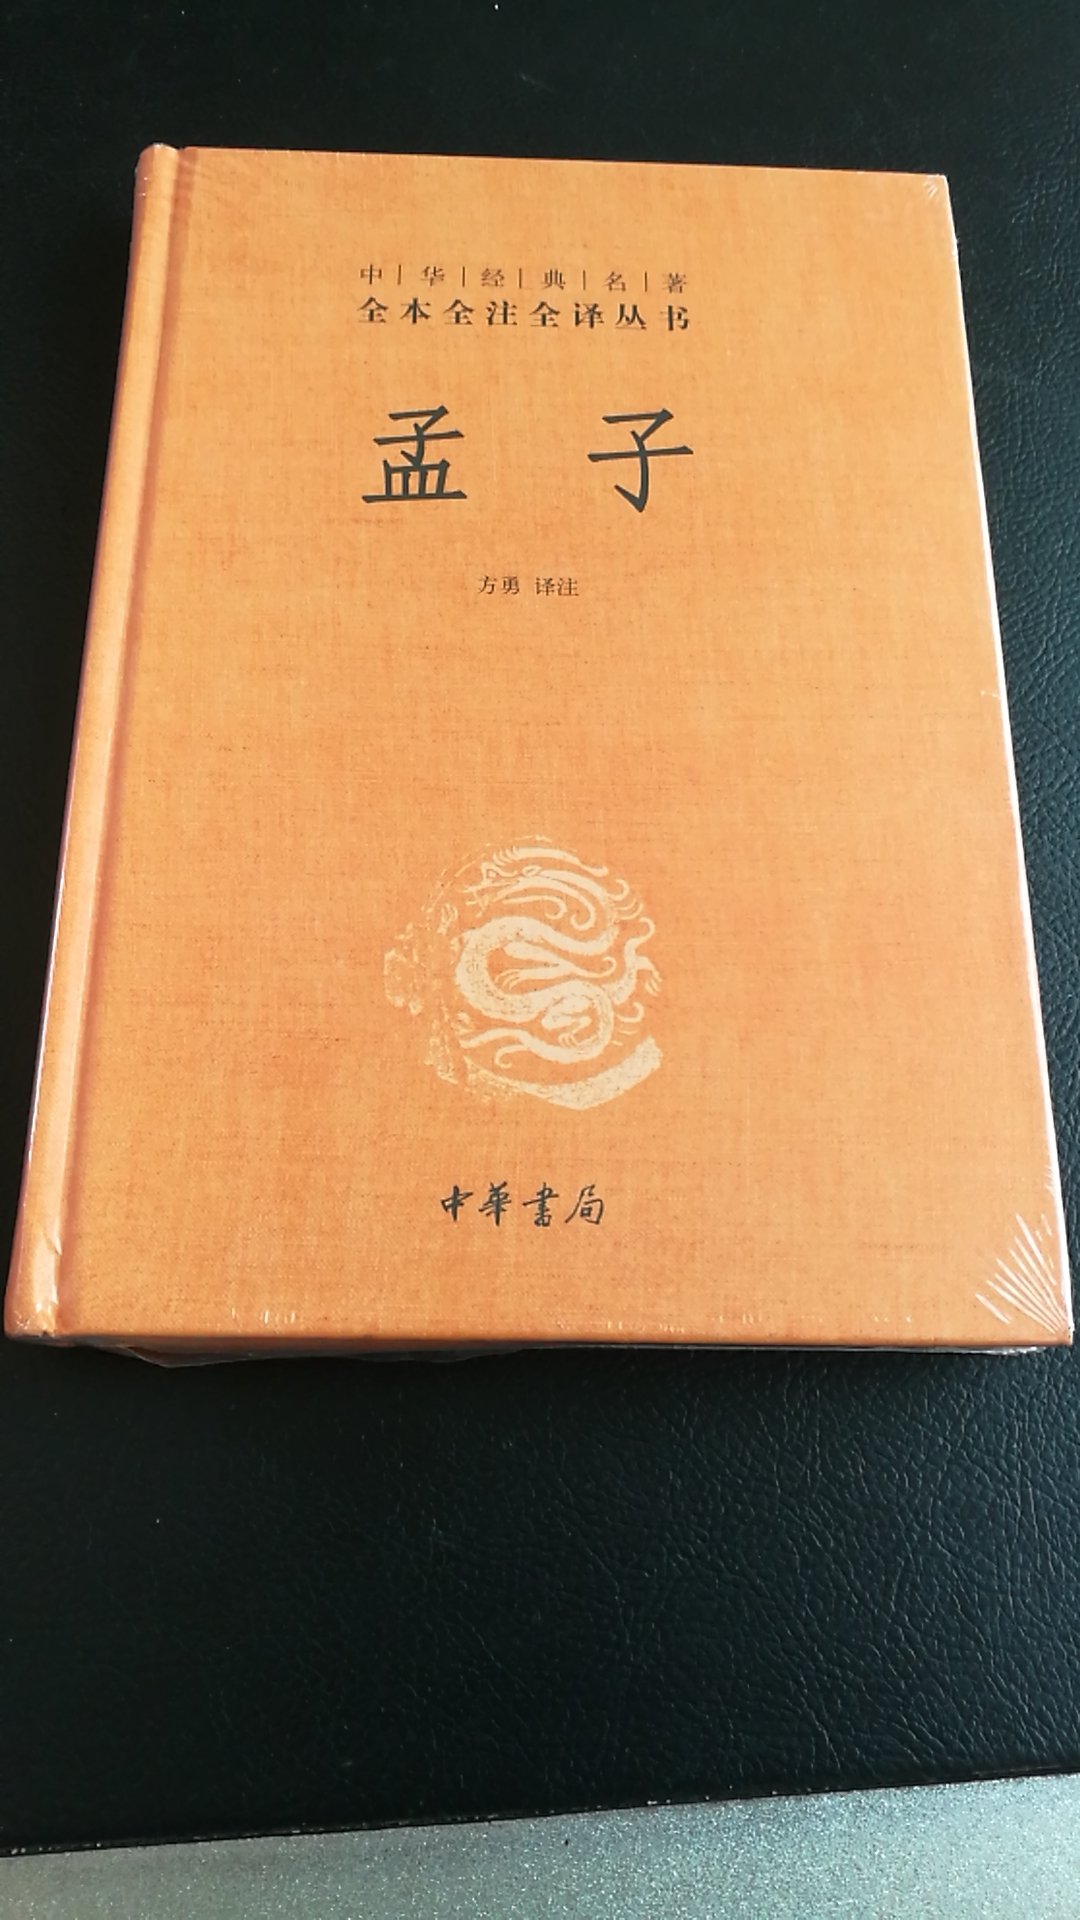 中|华|经|典|名|著
全本全注全译丛书
孟子
方勇 译注
中華書局